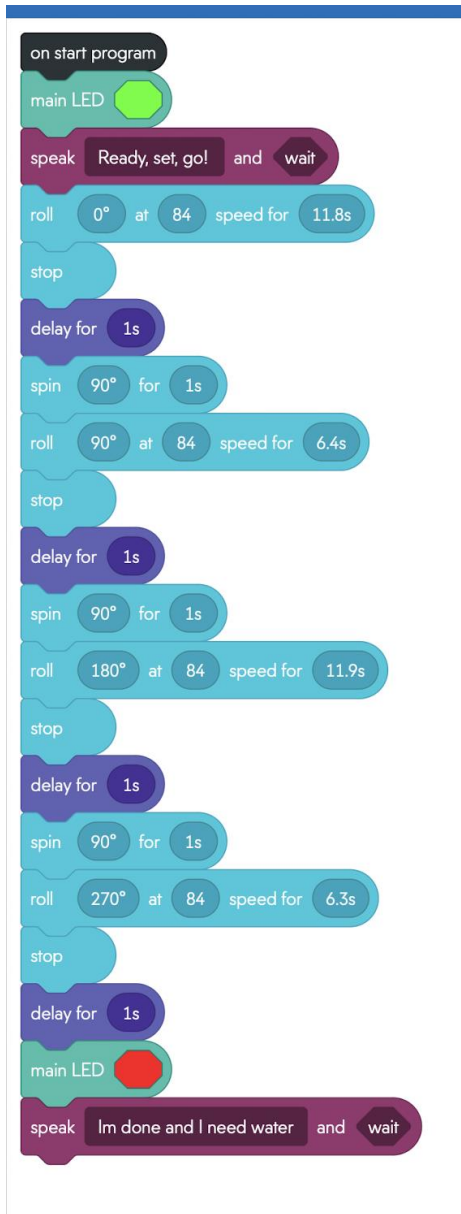 on start program
main LED
speak Ready, set, go! and wait
roll 0° at 84 speed for 11.8s
stop
delay for 1s
spin 90° for 1s
roll 90° at 84 speed for 6.4s
stop
delay for 1s
spin 90° for 1s
roll 180° at 84 speed for 11.9s
stop
delay for 1s
spin 90° for 1s
roll 270° at 84 speed for 6.3s
stop
delay for 1s
main LED
speak Im done and I need water and wait